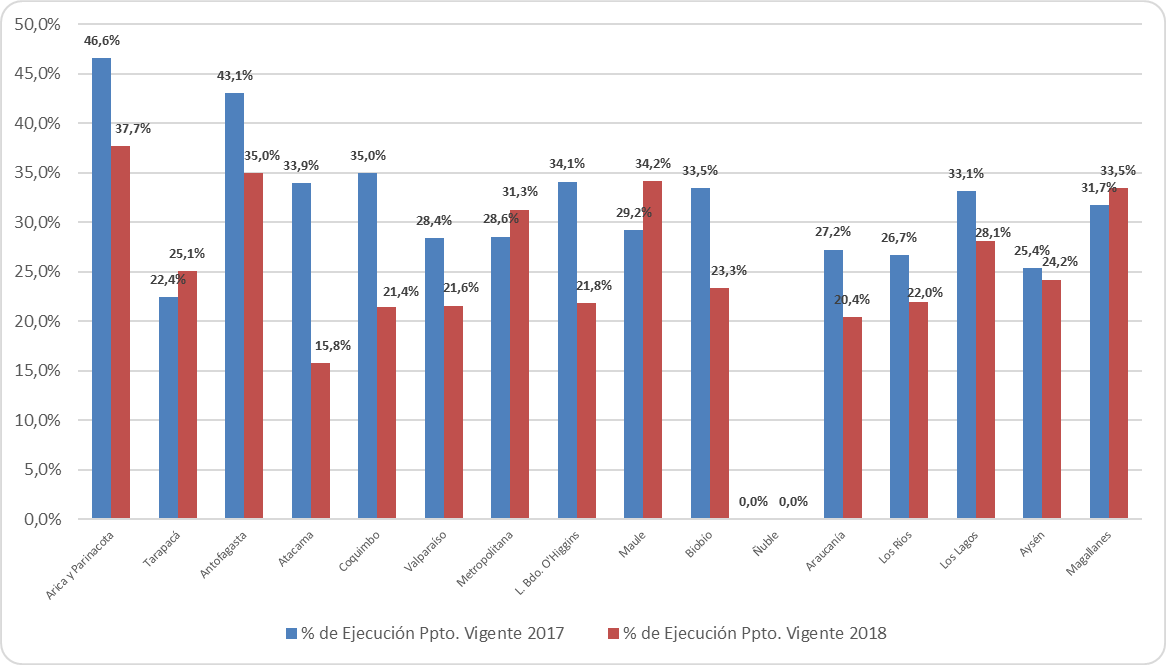 50,0%
45,0%
40,0%
35,0%
30,0%
25,0%
20,0%
15,0%
10,0%
5,0%
0,0%
46,6%
37,7%
22,4%
25,1%
43,1%
35,0%
33,9%
15,8%
35,0%
21,4%
28,4%
21,6%
28,6%
31,3%
34,1%
21,8%
29,2%
34,2%
33,5%
23,3%
0,0%
0,0%
27,2%
20,4%
26,7%
22,0%
33,1%
28,1%
25,4%
24,2%
31,7%
33,5%
Arica y Parinacota
Tarapacá
Antofagasta
Atacama
Coquimbo
Valparaíso
Metropolitana
L. Bdo. O'Higgins
Maule
Biobio
Ñuble
Araucanía
Los Ríos
Los Lagos
Aysén
Magallanes
% de Ejecución Ppto. Vigente 2017
% de Ejecución Ppto. Vigente 2018